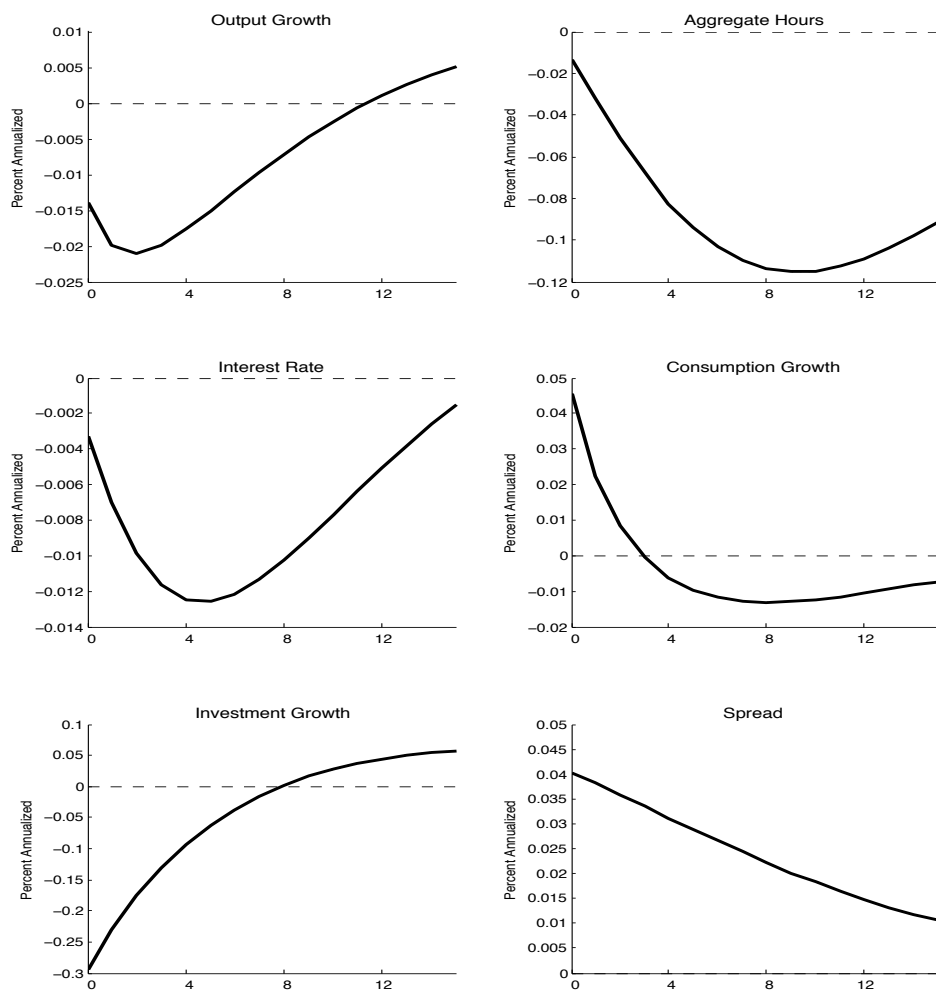 Output Growth
Percent Annualized
0.01
0.005
0
−0.005
−0.01
−0.015
−0.02
−0.025
0 4 8 12
Aggregate Hours
Percent Annualized
0
−0.02
−0.04
−0.06
−0.08
−0.1
−0.12
0 4 8 12
Interest Rate
Percent Annualized
0
−0.002
−0.004
−0.006
−0.008
−0.01
−0.012
−0.014
0 4 8 12
Consumption Growth
Percent Annualized
0.05
0.04
0.03
0.02
0.01
0
−0.01
−0.02
0 4 8 12
Investment Growth
Percent Annualized
0.1
0.05
0
−0.05
−0.1
−0.15
−0.2
−0.25
−0.3
0 4 8 12
Spread
Percent Annualized
0.05
0.045
0.04
0.035
0.03
0.025
0.02
0.015
0.01
0.005
0
0 4 8 12